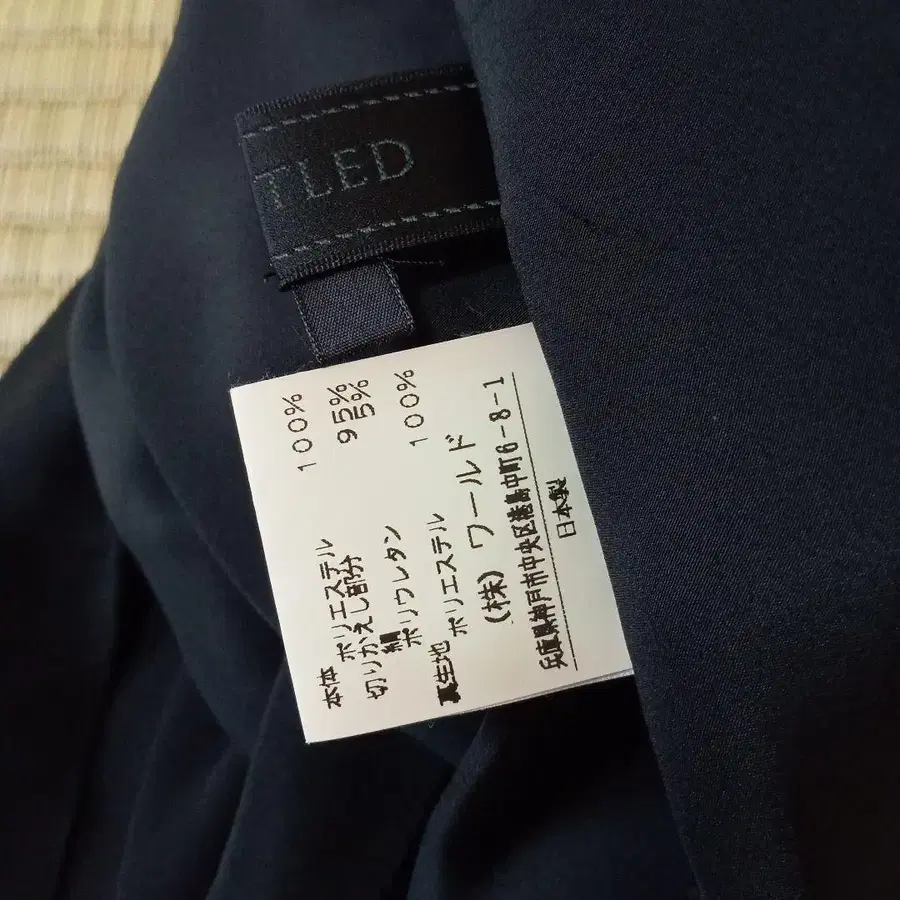 TLED
本体
ポリエステル 100%
切りかえし部分
絹 95%
ポリウレタン 5%
裏生地
ポリエステル 100%
(株)ワールド
兵庫県神戸市中央区港島中町6-8-1
日本製